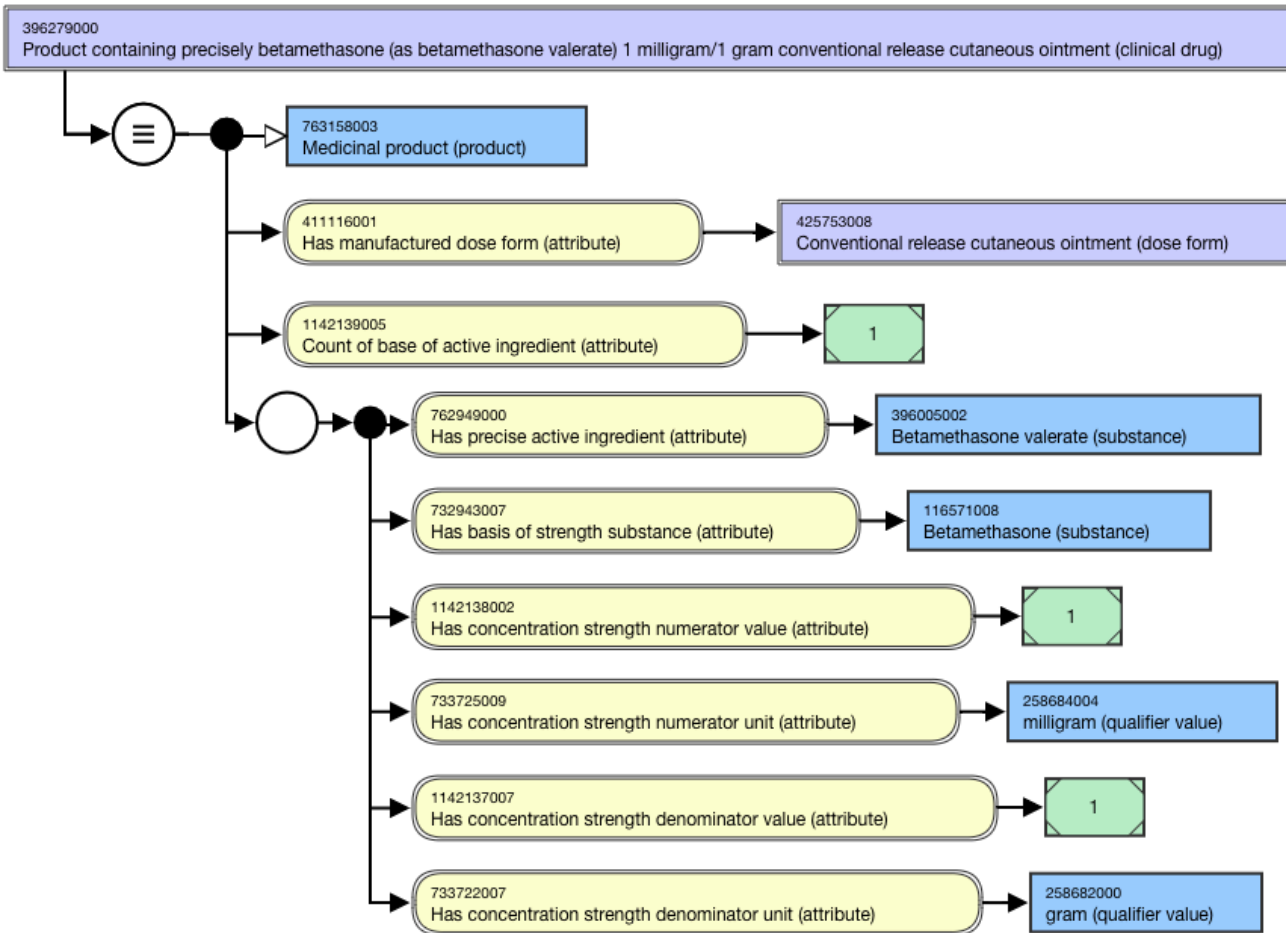 396279000
Product containing precisely betamethasone (as betamethasone valerate) 1 milligram/1 gram conventional release cutaneous ointment (clinical drug)
763158003
Medicinal product (product)
411116001
Has manufactured dose form (attribute)
425753008
Conventional release cutaneous ointment (dose form)
1142139005
Count of base of active ingredient (attribute)
1
762949000
Has precise active ingredient (attribute)
396005002
Betamethasone valerate (substance)
732943007
Has basis of strength substance (attribute)
116571008
Betamethasone (substance)
1142138002
Has concentration strength numerator value (attribute)
1
733725009
Has concentration strength numerator unit (attribute)
258684004
milligram (qualifier value)
1142137007
Has concentration strength denominator value (attribute)
1
733722007
Has concentration strength denominator unit (attribute)
258682000
gram (qualifier value)